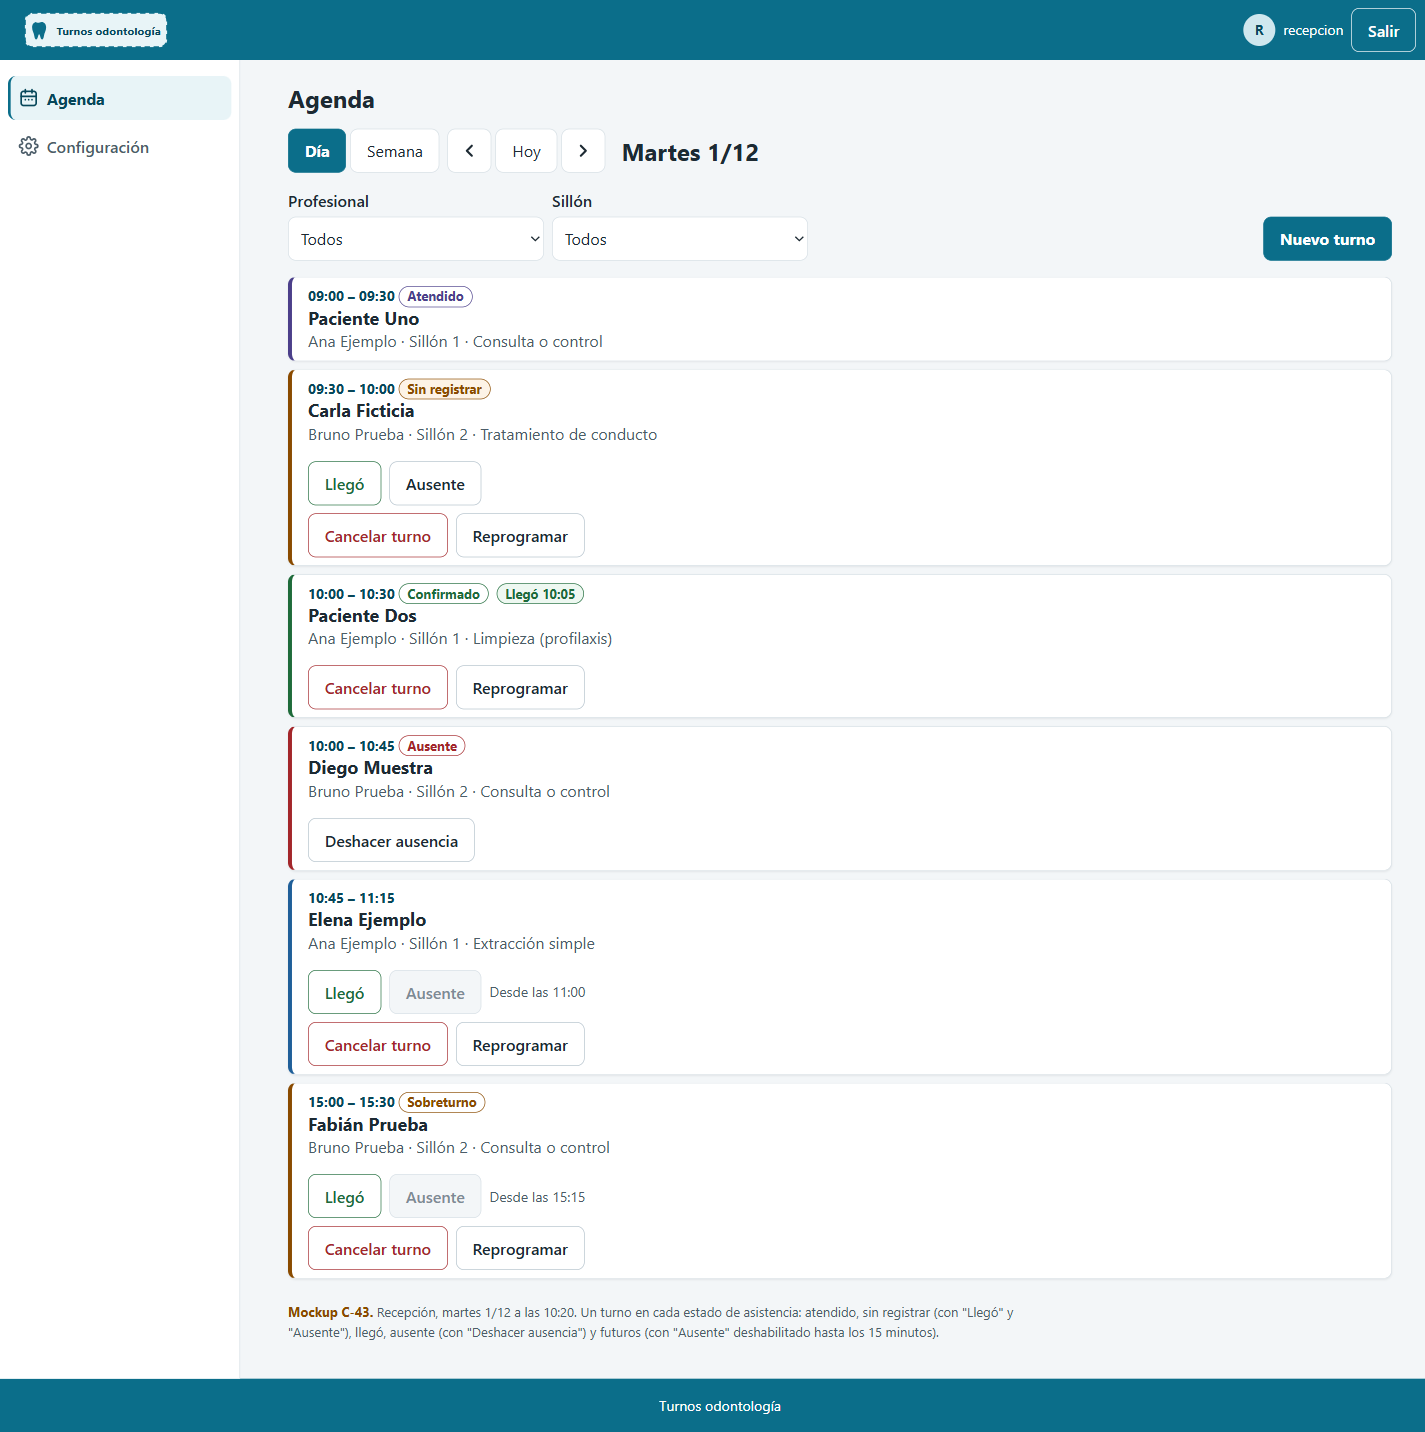 Turnos odontología
R recepcion Salir
Agenda
Configuración
Agenda
Día Semana Hoy Martes 1/12
Profesional Sillón
Todos Todos Nuevo turno
09:00 – 09:30 Atendido
Paciente Uno
Ana Ejemplo · Sillón 1 · Consulta o control
09:30 – 10:00 Sin registrar
Carla Ficticia
Bruno Prueba · Sillón 2 · Tratamiento de conducto
Llegó Ausente
Cancelar turno Reprogramar
10:00 – 10:30 Confirmado Llegó 10:05
Paciente Dos
Ana Ejemplo · Sillón 1 · Limpieza (profilaxis)
Cancelar turno Reprogramar
10:00 – 10:45 Ausente
Diego Muestra
Bruno Prueba · Sillón 2 · Consulta o control
Deshacer ausencia
10:45 – 11:15
Elena Ejemplo
Ana Ejemplo · Sillón 1 · Extracción simple
Llegó Ausente Desde las 11:00
Cancelar turno Reprogramar
15:00 – 15:30 Sobreturno
Fabián Prueba
Bruno Prueba · Sillón 2 · Consulta o control
Llegó Ausente Desde las 15:15
Cancelar turno Reprogramar
Mockup C-43. Recepción, martes 1/12 a las 10:20. Un turno en cada estado de asistencia: atendido, sin registrar (con "Llegó" y
"Ausente"), llegó, ausente (con "Deshacer ausencia") y futuros (con "Ausente" deshabilitado hasta los 15 minutos).
Turnos odontología